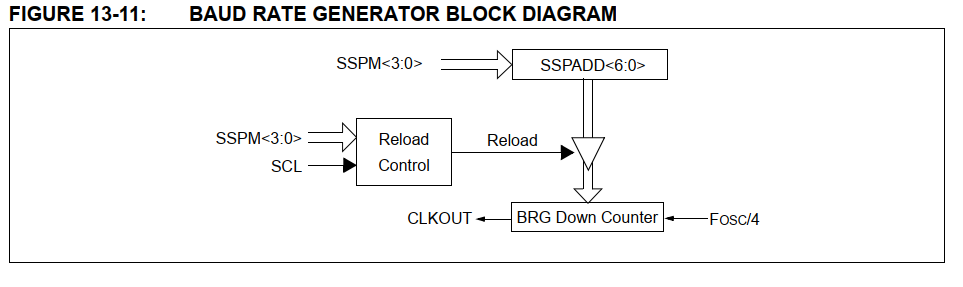 FIGURE 13-11: BAUD RATE GENERATOR BLOCK DIAGRAM
SSPM<3:0>
SSPADD<6:0>
SSPM<3:0>
SCL
Reload
Control
Reload
CLKOUT
BRG Down Counter
FOSC/4